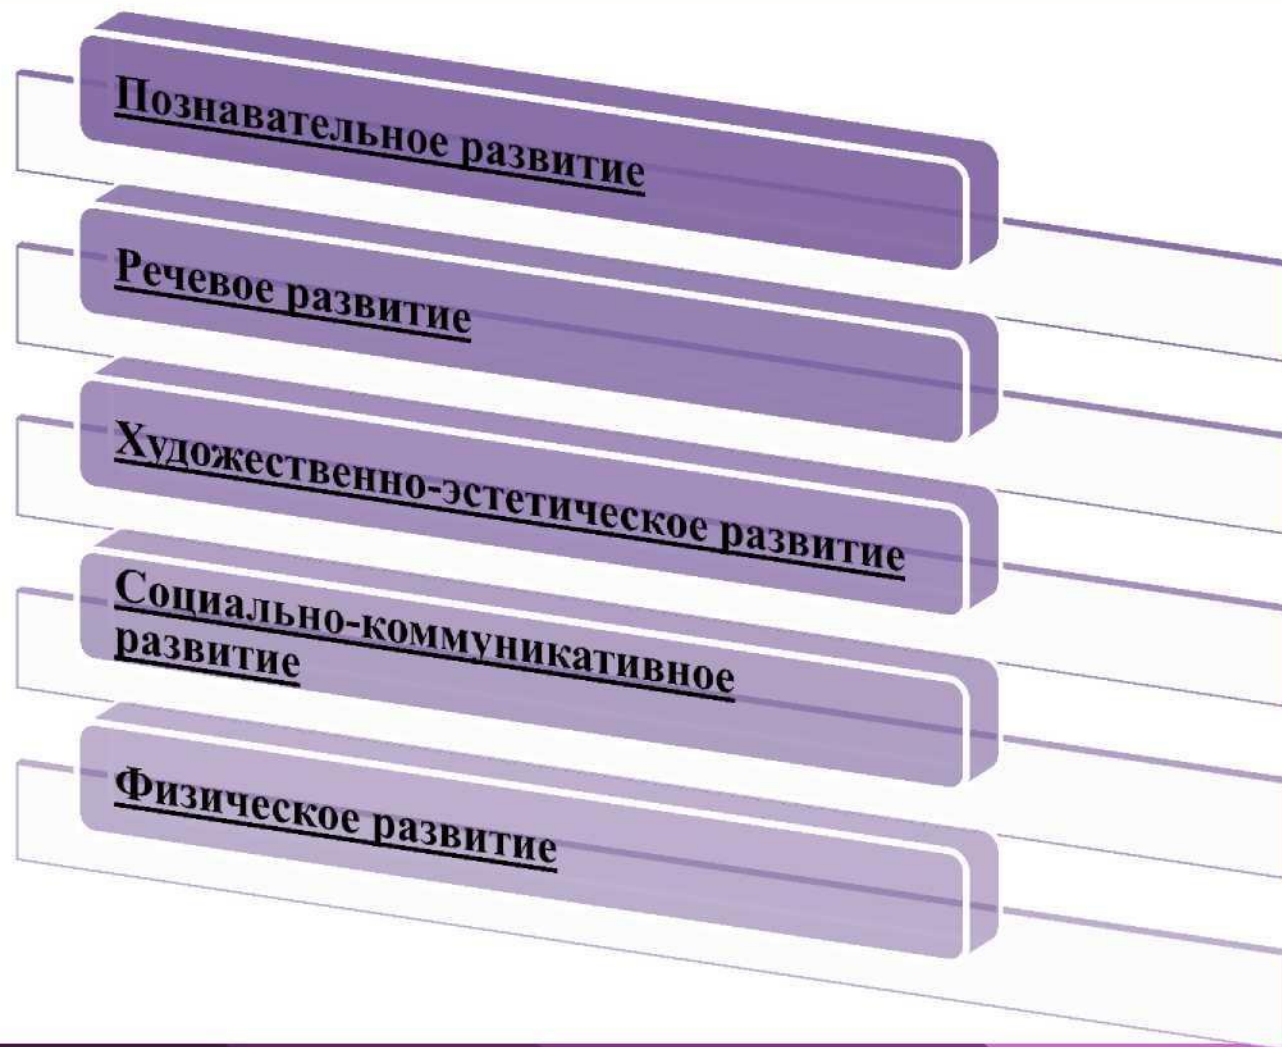 Познавательное развитие
Речевое развитие
Художественно-эстетическое развитие
Социально-коммуникативное
развитие
Физическое развитие